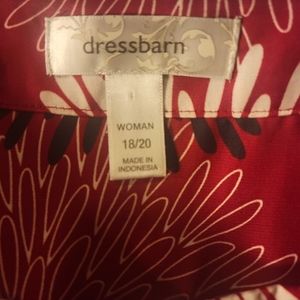 dressbarn
WOMAN
18/20
MADE IN
INDONESIA